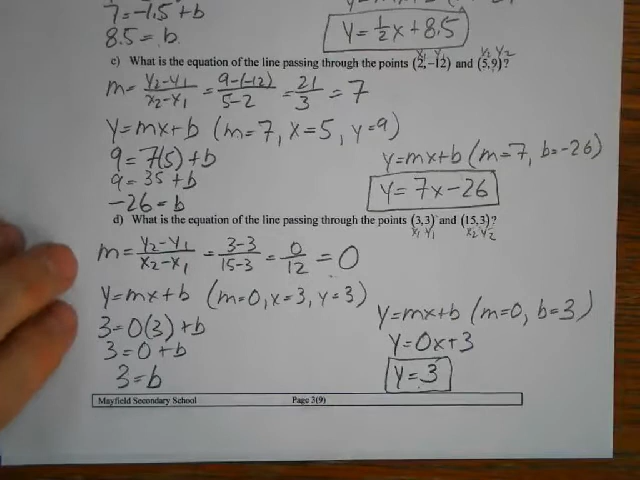 7=-1.5+b
8.5=b
y=½x+8.5
c) What is the equation of the line passing through the points (2,-12) and (5,9)?
x₁ y₁ x₂ y₂
m= y₂-y₁ / x₂-x₁ = 9-(-12) / 5-2 = 21/3 = 7
y=mx+b (m=7, x=5, y=9)
9=7(5)+b
9=35+b
-26=b
y=mx+b (m=7, b=-26)
y=7x-26
d) What is the equation of the line passing through the points (3,3) and (15,3)?
x₁ y₁ x₂ y₂
m= y₂-y₁ / x₂-x₁ = 3-3 / 15-3 = 0/12 = 0
y=mx+b (m=0, x=3, y=3)
3=0(3)+b
3=0+b
3=b
y=mx+b (m=0, b=3)
y=0x+3
y=3
Mayfield Secondary School Page 3(9)